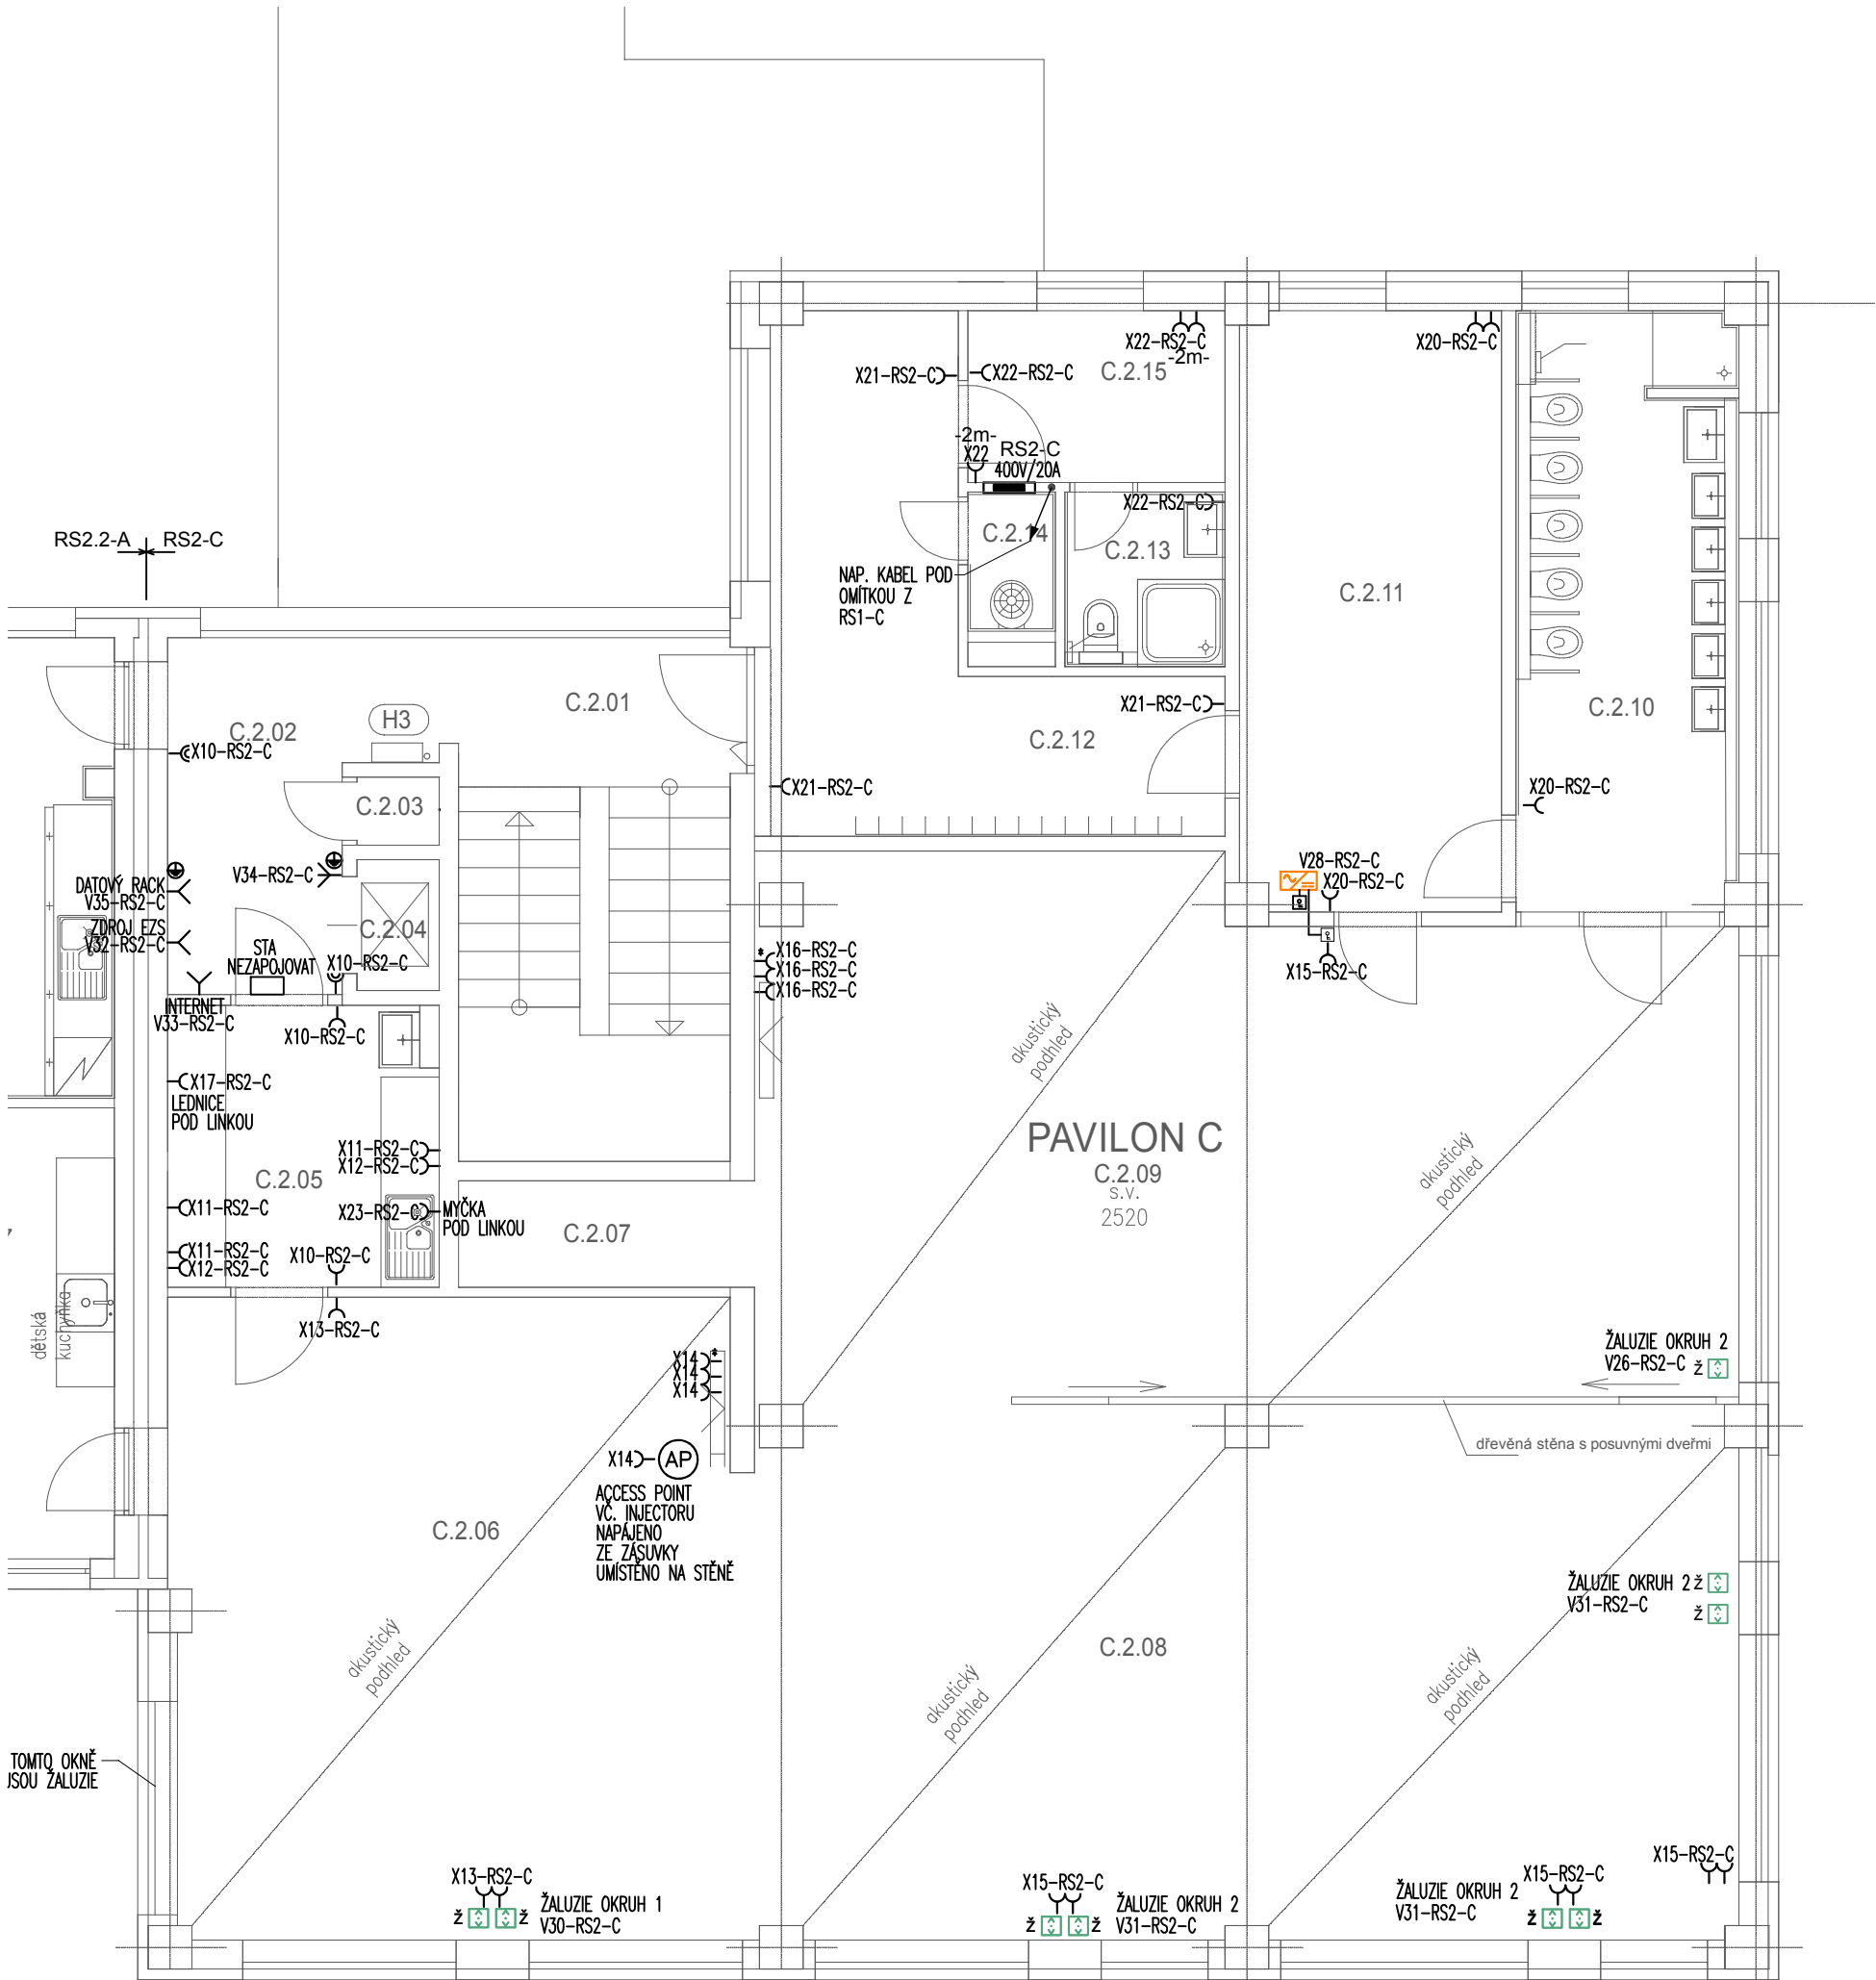 X22-RS2-C
-2m-
X20-RS2-C
X21-RS2-C
X22-RS2-C
C.2.15
-2m-
X22
RS2-C
400V/20A
X22-RS2-C
C.2.14
C.2.13
RS2.2-A
RS2-C
NAP. KABEL POD
OMÍTKOU Z
RS1-C
C.2.11
C.2.01
C.2.02
H3
X21-RS2-C
C.2.10
C.2.12
X10-RS2-C
X21-RS2-C
X20-RS2-C
C.2.03
V28-RS2-C
X20-RS2-C
V34-RS2-C
DATOVÝ RACK
V35-RS2-C
ZDROJ EZS
V32-RS2-C
C.2.04
STA
NEZAPOJOVAT
X10-RS2-C
X16-RS2-C
X16-RS2-C
X16-RS2-C
X15-RS2-C
INTERNET
V33-RS2-C
X10-RS2-C
akustický
podhled
X17-RS2-C
LEDNICE
POD LINKOU
PAVILON C
C.2.09
s.v.
2520
akustický
podhled
X11-RS2-C
X12-RS2-C
C.2.05
X11-RS2-C
X23-RS2-C
MYČKA
POD LINKOU
C.2.07
X11-RS2-C
X12-RS2-C
X10-RS2-C
X13-RS2-C
dětská
kuchyňka
ŽALUZIE OKRUH 2
V26-RS2-C
Ž
X14
X14
X14
dřevěná stěna s posuvnými dveřmi
X14
AP
ACCESS POINT
VČ. INJECTORU
NAPÁJENO
ZE ZÁSUVKY
UMÍSTĚNO NA STĚNĚ
C.2.06
ŽALUZIE OKRUH 2
Ž
V31-RS2-C
Ž
C.2.08
akustický
podhled
akustický
podhled
akustický
podhled
TOMTO OKNĚ
JSOU ŽALUZIE
X13-RS2-C
Ž
Ž
ŽALUZIE OKRUH 1
V30-RS2-C
X15-RS2-C
Ž
Ž
ŽALUZIE OKRUH 2
V31-RS2-C
ŽALUZIE OKRUH 2
V31-RS2-C
X15-RS2-C
Ž
Ž
X15-RS2-C